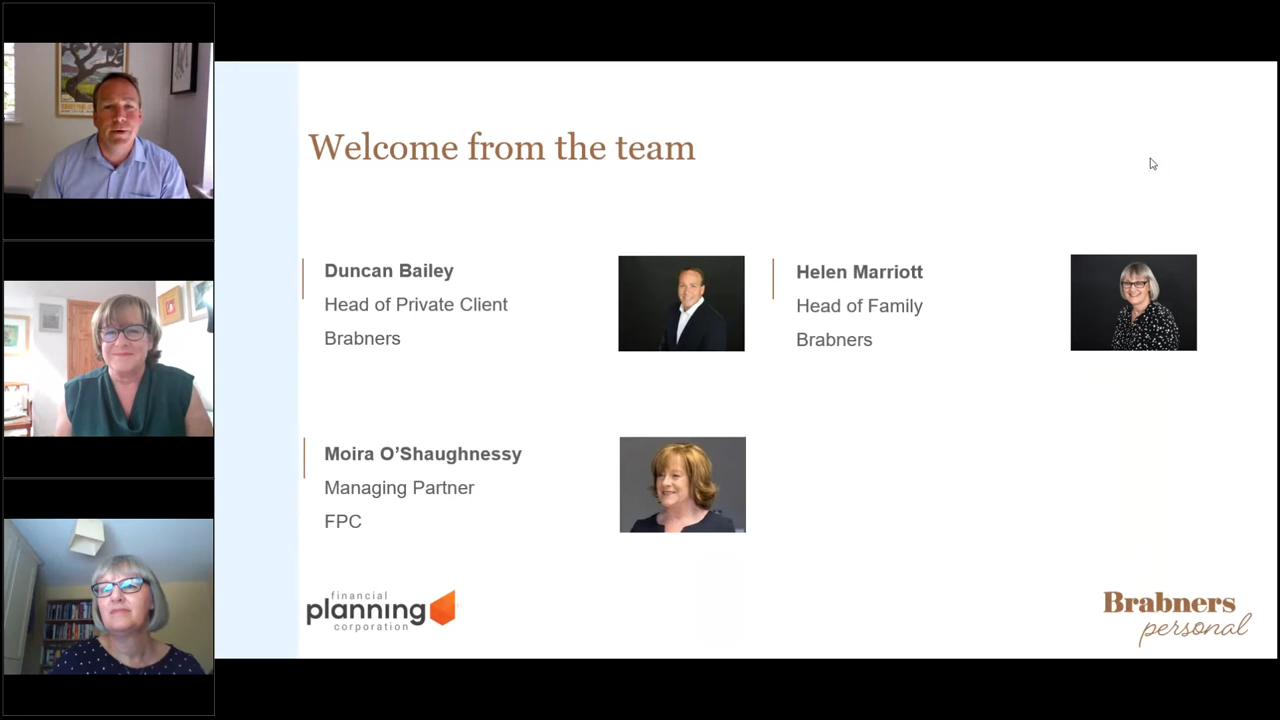 Welcome from the team
Duncan Bailey
Head of Private Client
Brabners
Helen Marriott
Head of Family
Brabners
Moira O’Shaughnessy
Managing Partner
FPC
financial
planning
corporation
Brabners
personal